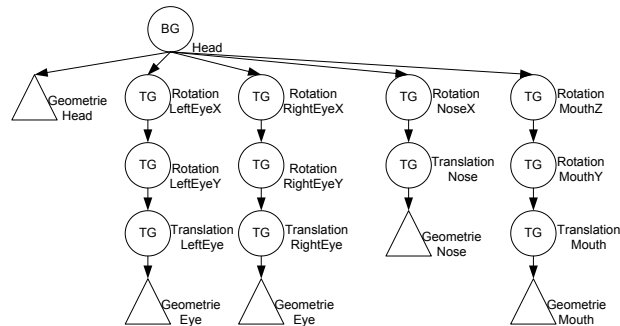 BG
Head
Geometrie
Head
TG
Rotation
LeftEyeX
TG
Rotation
RightEyeX
TG
Rotation
NoseX
TG
Rotation
MouthZ
TG
Rotation
LeftEyeY
TG
Rotation
RightEyeY
TG
Translation
Nose
TG
Rotation
MouthY
TG
Translation
LeftEye
TG
Translation
RightEye
Geometrie
Nose
TG
Translation
Mouth
Geometrie
Eye
Geometrie
Eye
Geometrie
Mouth